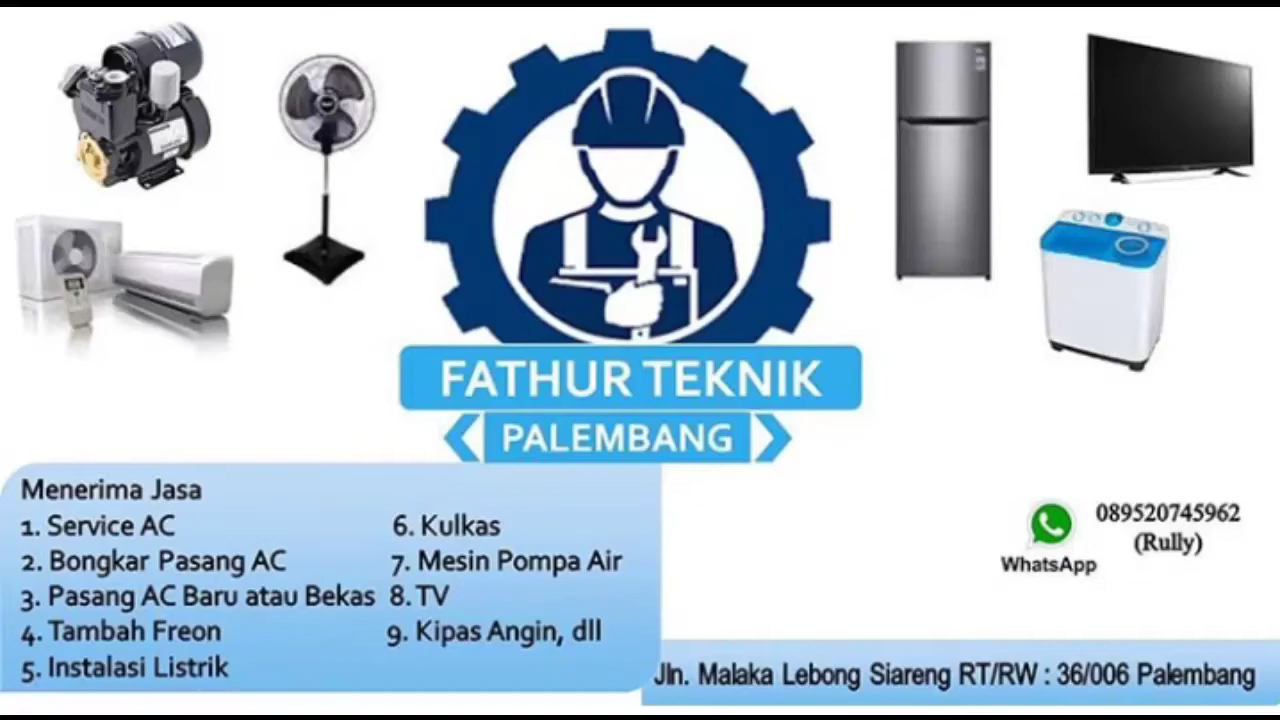 FATHUR TEKNIK
PALEMBANG
Menerima Jasa
1. Service AC
2. Bongkar Pasang AC
3. Pasang AC Baru atau Bekas
4. Tambah Freon
5. Instalasi Listrik
6. Kulkas
7. Mesin Pompa Air
8. TV
9. Kipas Angin, dll
089520745962
(Rully)
WhatsApp
Jln. Malaka Lebong Siareng RT/RW : 36/006 Palembang